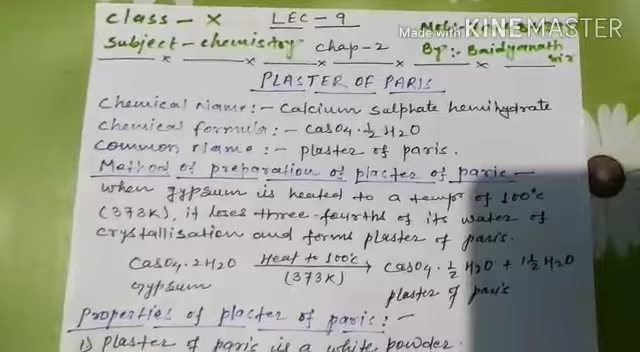 class - X LEC - 9
Made with KINEMASTER
Subject - chemistry chap - 2 By :- Baidyanath sir
PLASTER OF PARIS
Chemical Name :- Calcium Sulphate hemihydrate
Chemical formula :- CaSO4 . 1/2 H2O
Common Name :- plaster of paris.
Method of preparation of plaster of paris -
when gypsum is heated to a tempr of 100°c
(373K), it loses three-fourths of its water of
crystallisation and forms plaster of paris.
CaSO4 . 2H2O Heat to 100°c (373K) → CaSO4 . 1/2 H2O + 1 1/2 H2O
Gypsum plaster of paris
Properties of plaster of paris :-
1) Plaster of paris is a white powder.